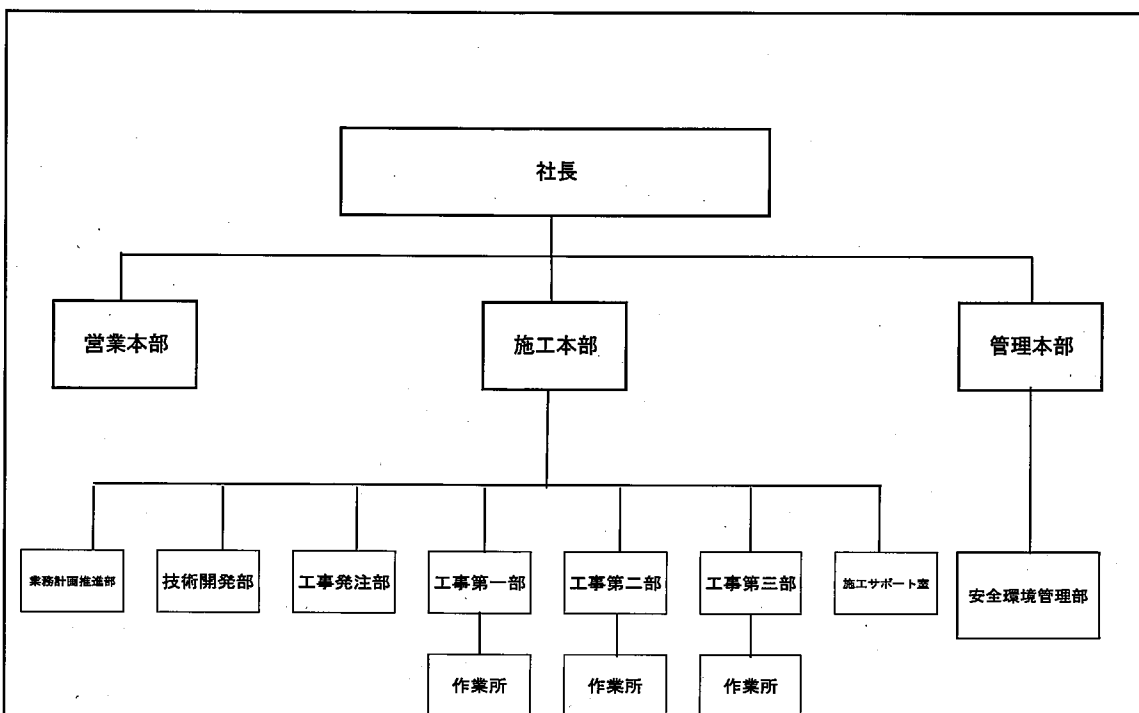 社長
営業本部
施工本部
管理本部
業務計画推進部
技術開発部
工事発注部
工事第一部
工事第二部
工事第三部
施工サポート室
安全環境管理部
作業所
作業所
作業所